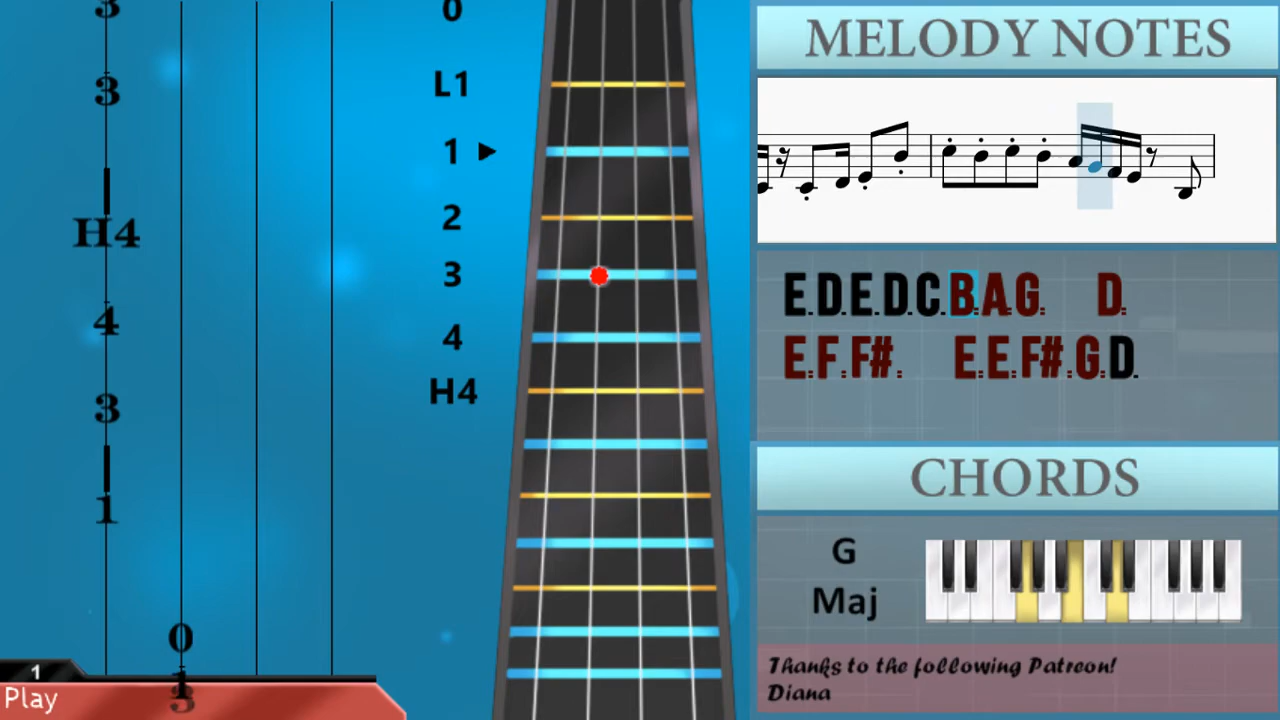 3
3
H4
4
3
1
0
1
1
Play
0
L1
1
2
3
4
H4
MELODY NOTES
E.D.E.D.C.B.A.G. D.
E.F.F#. E.E.F#.G.D.
CHORDS
G
Maj
Thanks to the following Patreon!
Diana